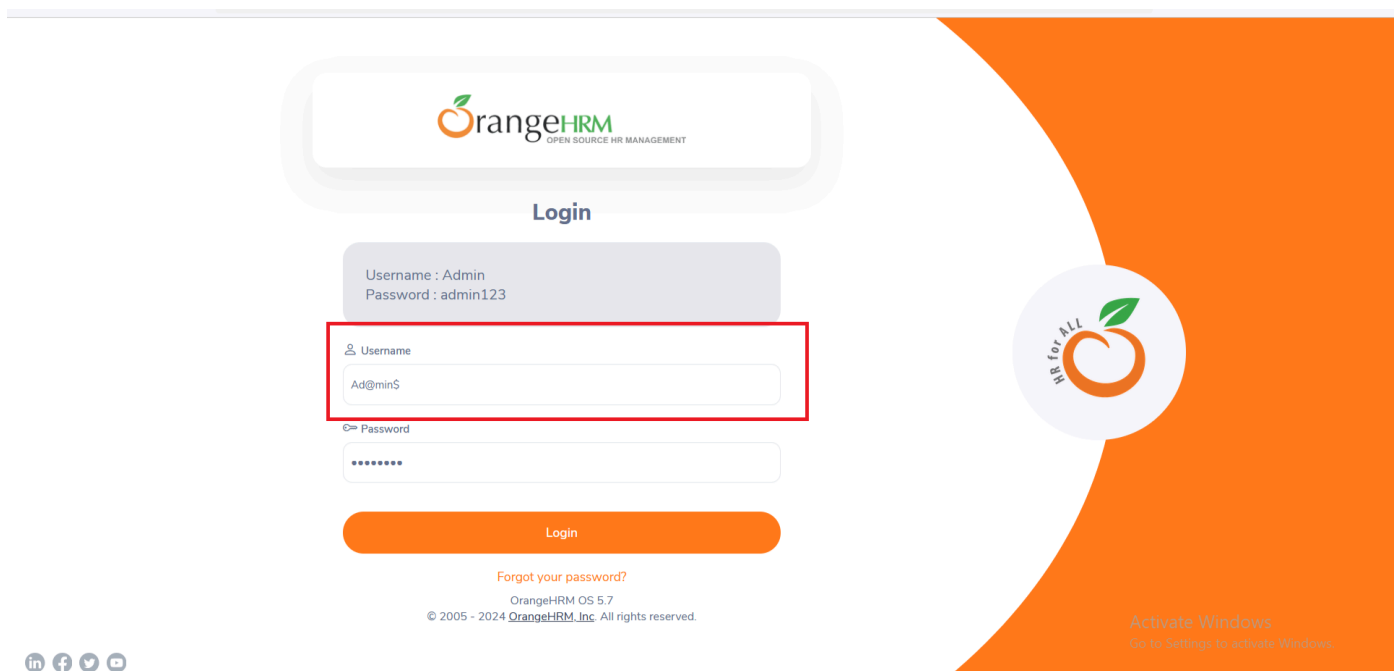 OrangeHRM
OPEN SOURCE HR MANAGEMENT
Login
Username : Admin
Password : admin123
Username
Ad@min$
Password
••••••••
Login
Forgot your password?
OrangeHRM OS 5.7
© 2005 - 2024 OrangeHRM, Inc. All rights reserved.
HR for ALL
Activate Windows
Go to Settings to activate Windows.